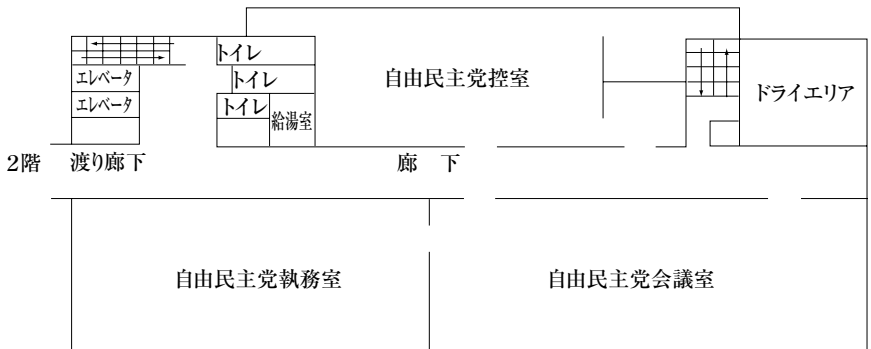 トイレ
エレベータ
トイレ
自由民主党控室
ドライエリア
エレベータ
トイレ
給湯室
2階 渡り廊下
廊 下
自由民主党執務室
自由民主党会議室